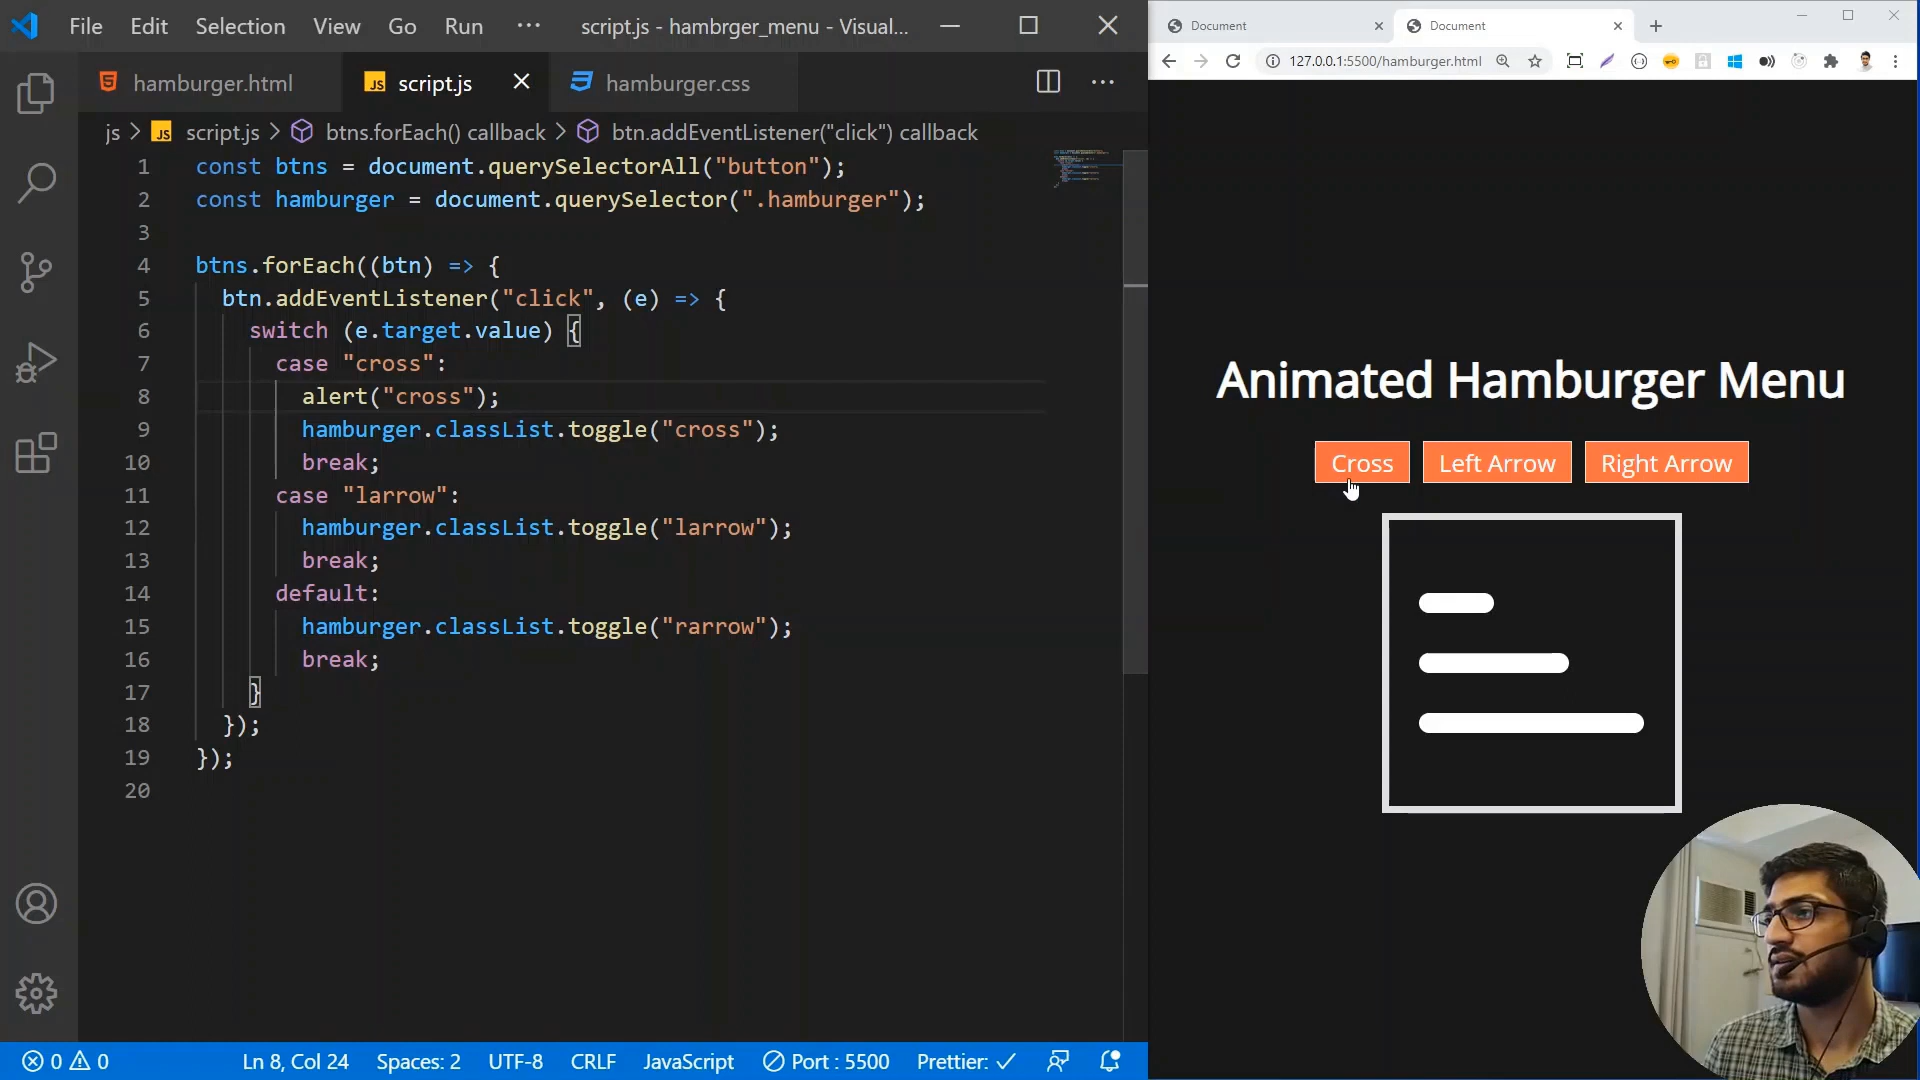 File Edit Selection View Go Run ··· script.js - hambrger_menu - Visual...
hamburger.html script.js hamburger.css ···
js > JS script.js > btns.forEach() callback > btn.addEventListener("click") callback
1 const btns = document.querySelectorAll("button");
2 const hamburger = document.querySelector(".hamburger");
3
4 btns.forEach((btn) => {
5 btn.addEventListener("click", (e) => {
6 switch (e.target.value) {
7 case "cross":
8 alert("cross");
9 hamburger.classList.toggle("cross");
10 break;
11 case "larrow":
12 hamburger.classList.toggle("larrow");
13 break;
14 default:
15 hamburger.classList.toggle("rarrow");
16 break;
17 }
18 });
19 });
20
0 0 Ln 8, Col 24 Spaces: 2 UTF-8 CRLF JavaScript Port : 5500 Prettier: ✓
Document Document
127.0.0.1:5500/hamburger.html
Animated Hamburger Menu
Cross Left Arrow Right Arrow